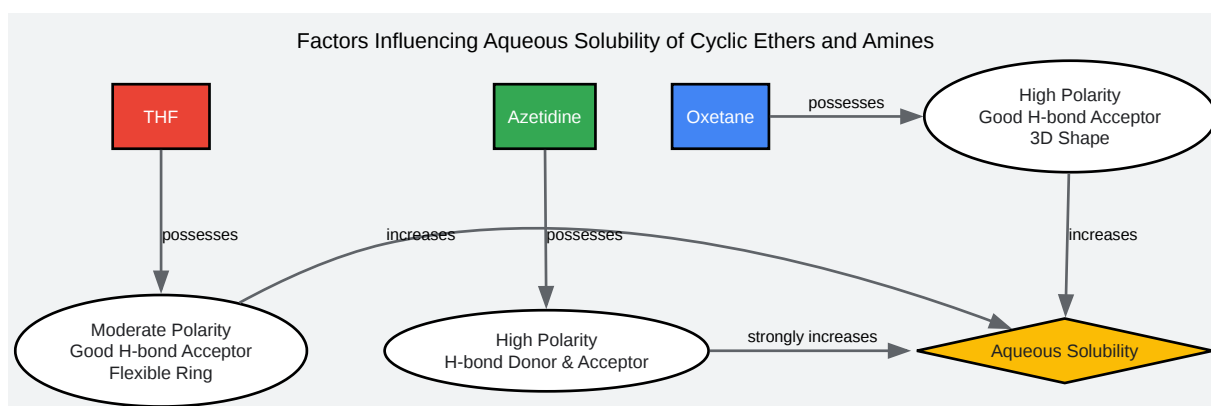 Factors Influencing Aqueous Solubility of Cyclic Ethers and Amines
THF
Azetidine
Oxetane
possesses
High Polarity
Good H-bond Acceptor
3D Shape
possesses
increases
possesses
increases
Moderate Polarity
Good H-bond Acceptor
Flexible Ring
High Polarity
H-bond Donor & Acceptor
strongly increases
Aqueous Solubility